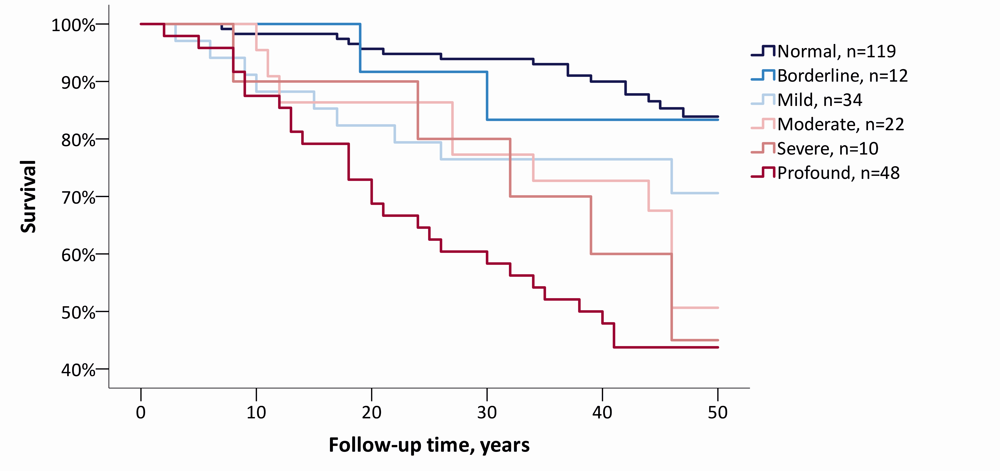 100%
90%
80%
70%
60%
50%
40%
Survival
0 10 20 30 40 50
Follow-up time, years
Normal, n=119
Borderline, n=12
Mild, n=34
Moderate, n=22
Severe, n=10
Profound, n=48